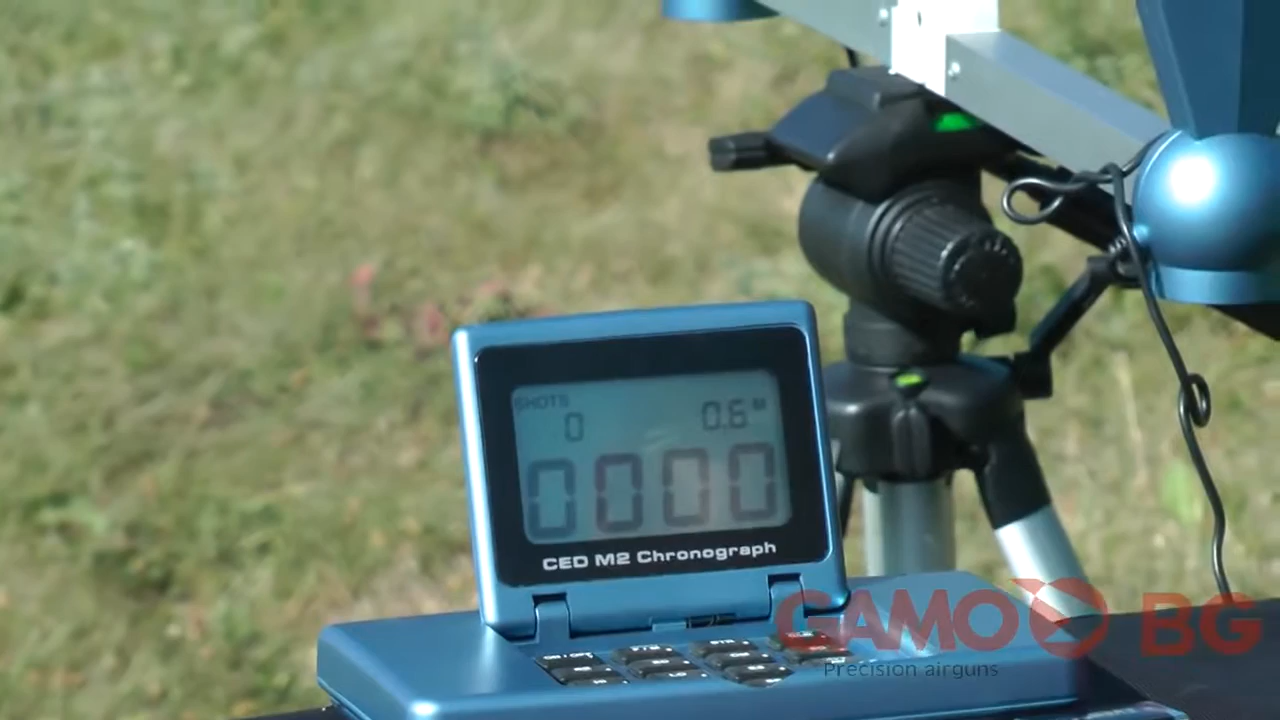 SHOTS
0
0.6 M
0000
CED M2 Chronograph
GAMO BG
Precision airguns